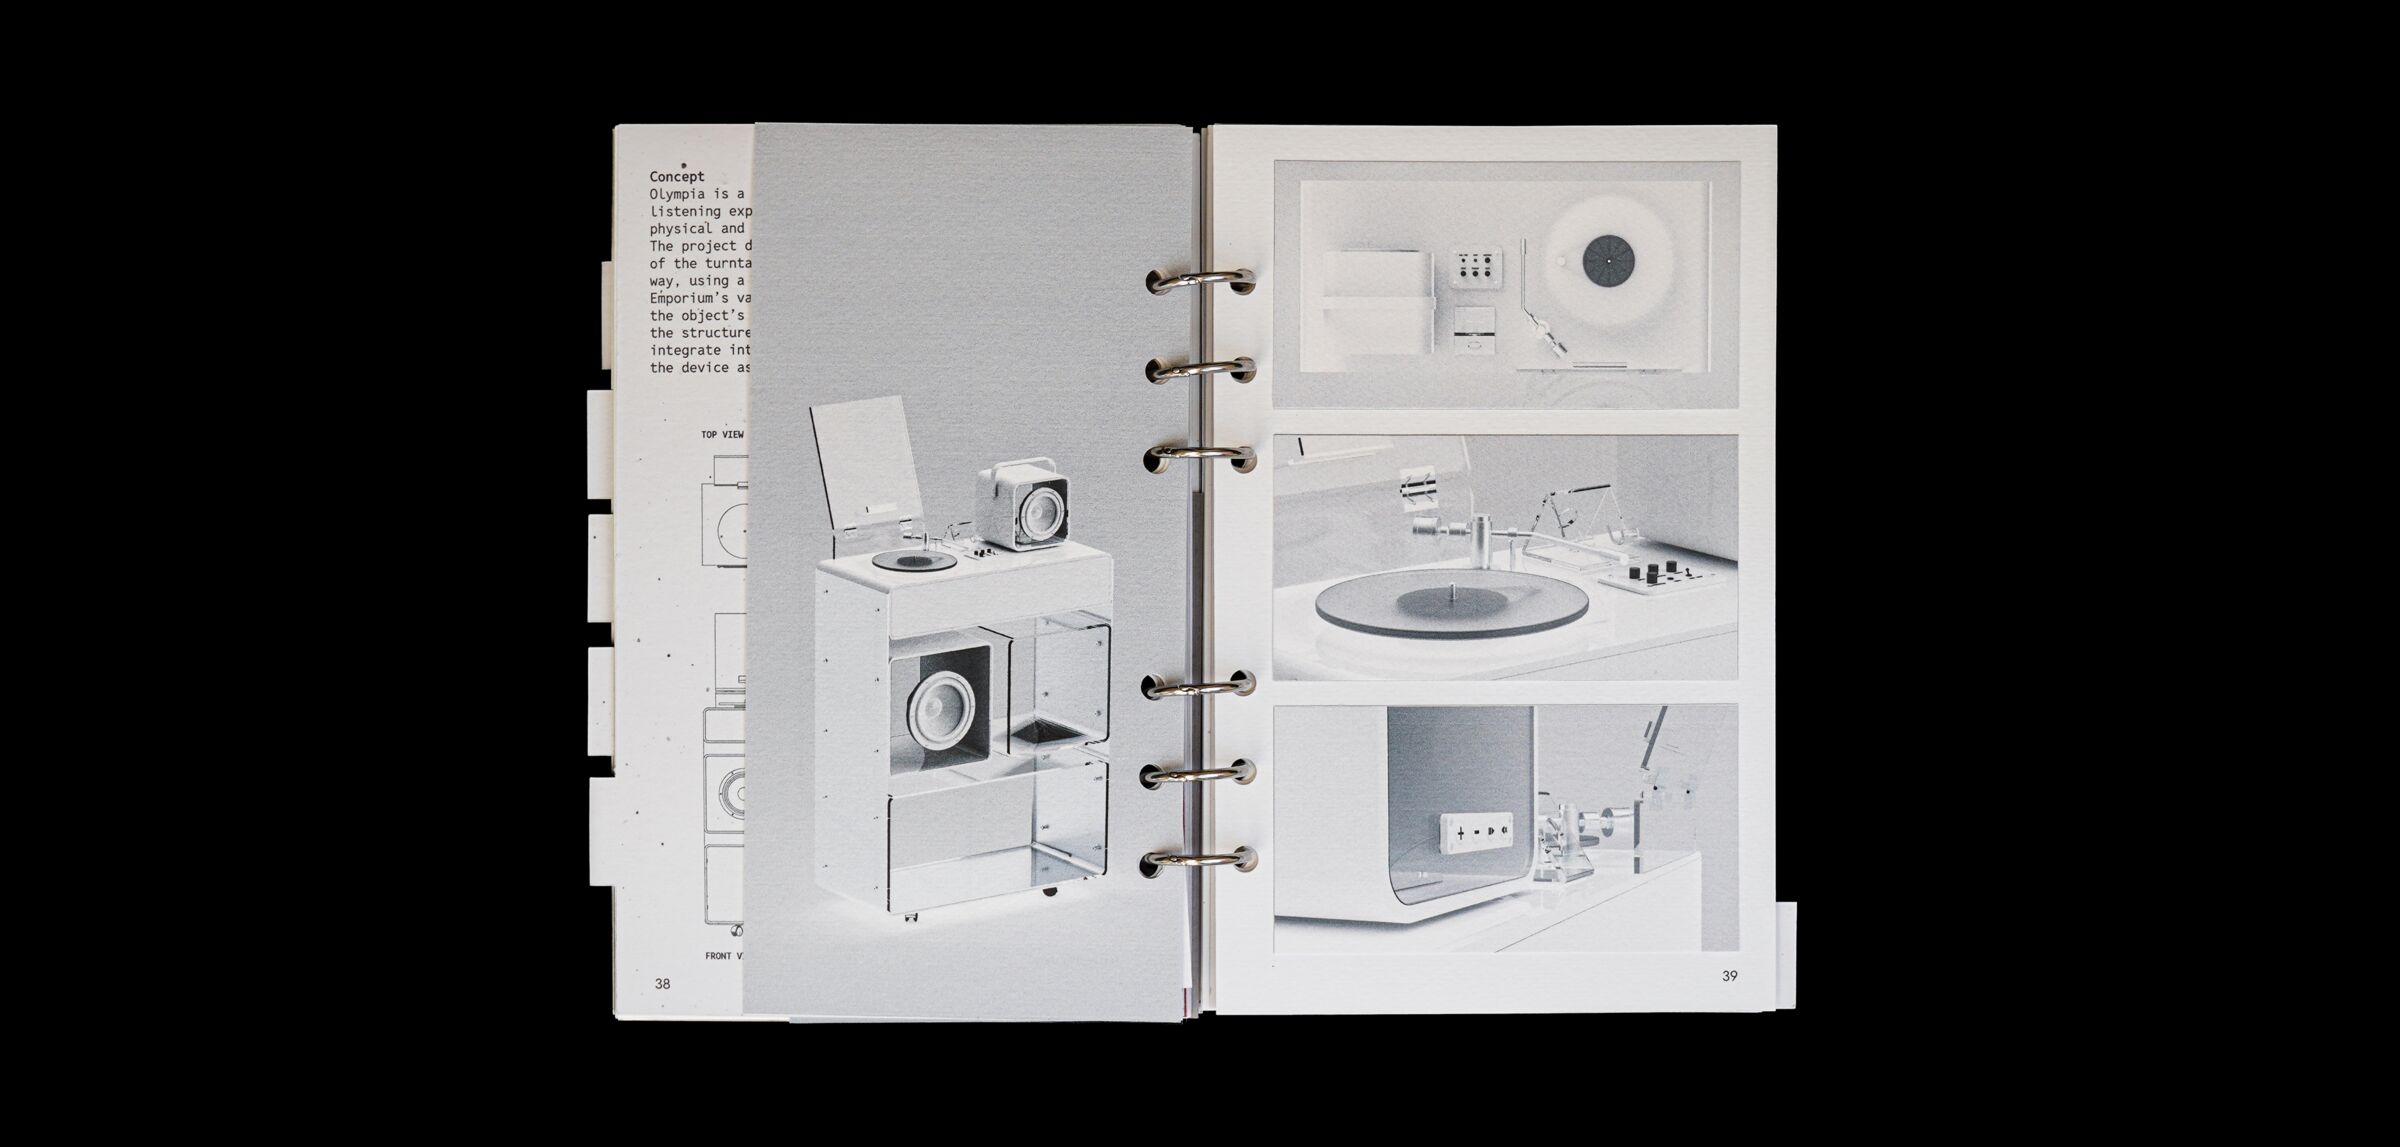 Concept
Olympia is a
listening exp
physical and
The project d
of the turnta
way, using a
Emporium's va
the object's
the structure
integrate int
the device as
TOP VIEW
FRONT V
38
39